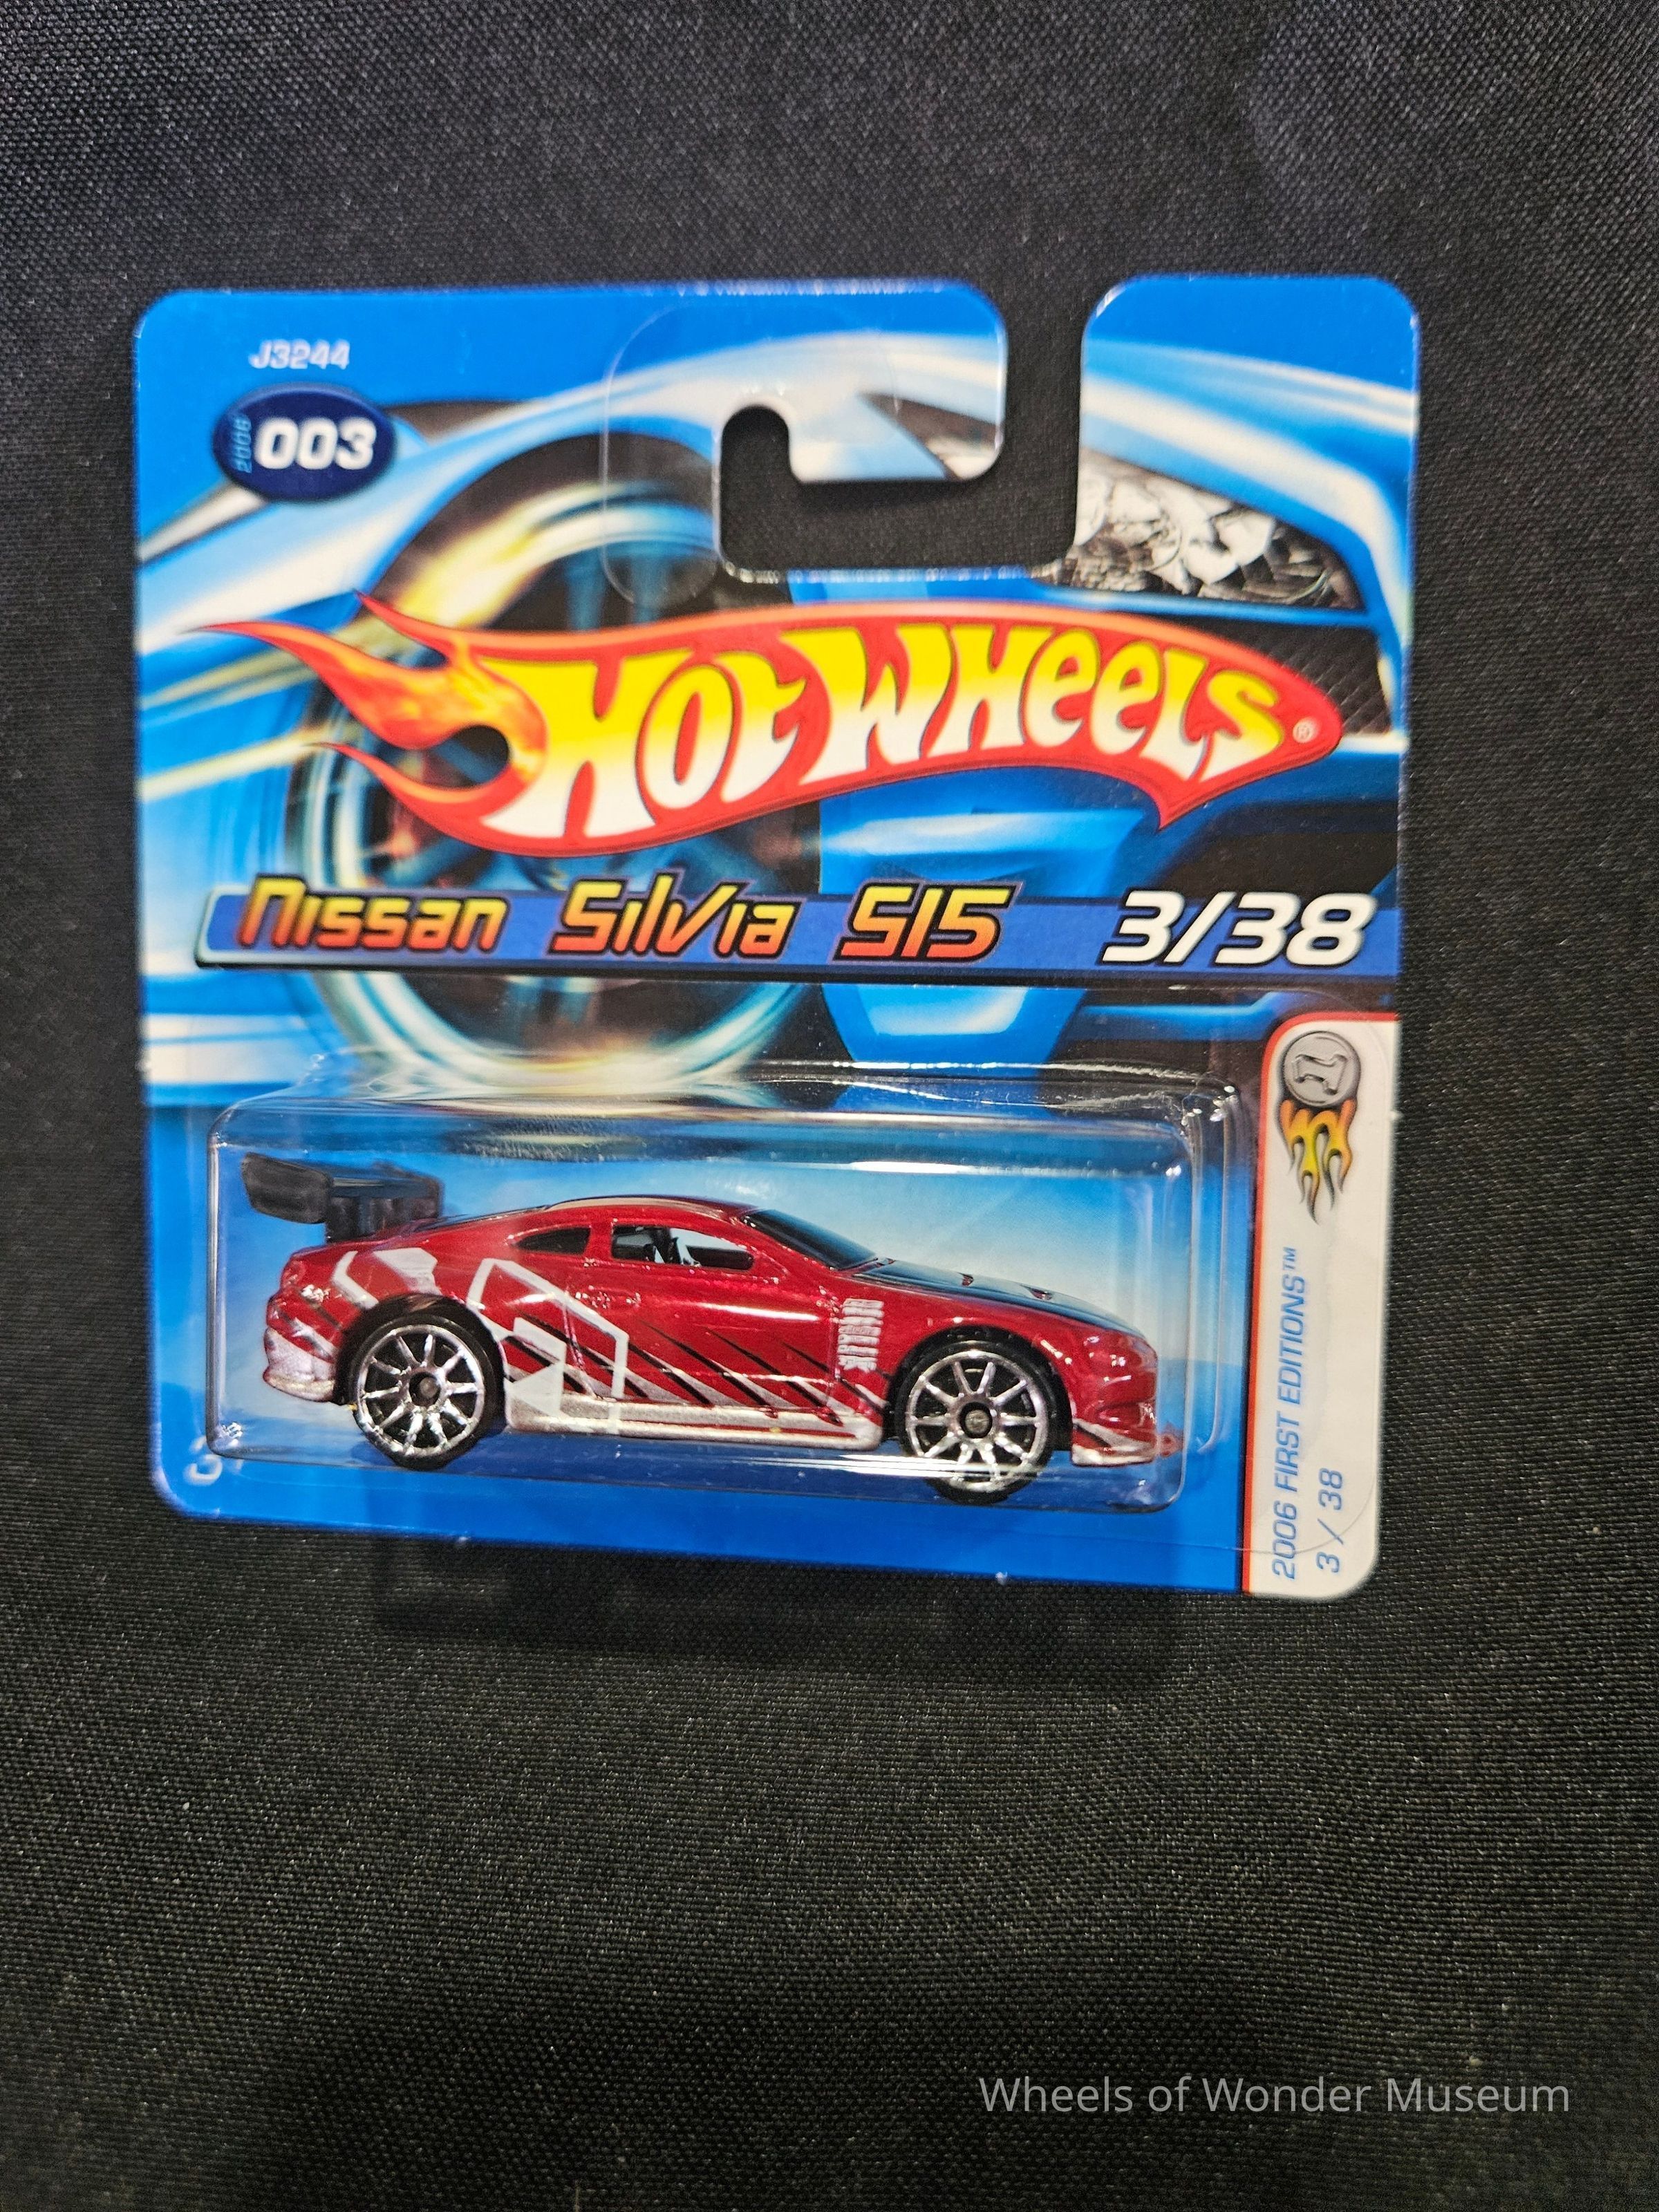 J3244
2006
003
Hot Wheels®
Nissan Silvia S15 3/38
2006 FIRST EDITIONS™
3 / 38
Wheels of Wonder Museum